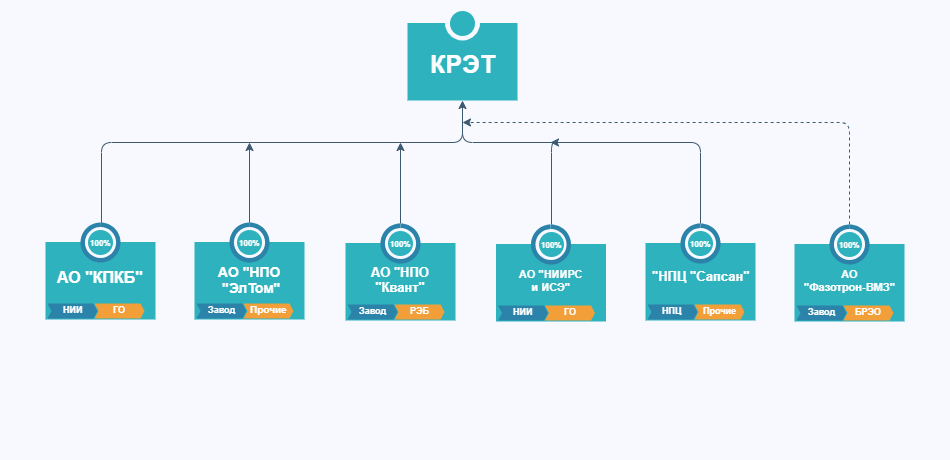 КРЭТ
100%
АО "КПКБ"
НИИ ГО
100%
АО "НПО
"ЭлТом"
Завод Прочие
100%
АО "НПО
"Квант"
Завод РЭБ
100%
АО "НИИРС
и ИСЭ"
НИИ ГО
100%
"НПЦ "Сапсан"
НПЦ Прочие
100%
АО
"Фазотрон-ВМЗ"
Завод БРЭО